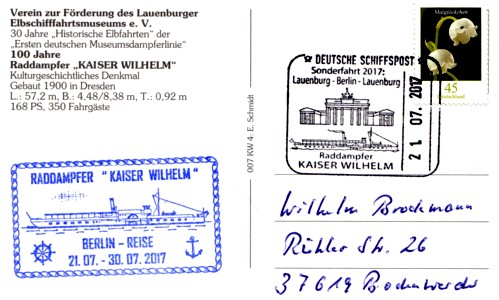 Verein zur Förderung des Lauenburger
Elbschifffahrtsmuseums e. V.
30 Jahre „Historische Elbfahrten" der
„Ersten deutschen Museumsdampferlinie"
100 Jahre
Raddampfer „KAISER WILHELM"
Kulturgeschichtliches Denkmal
Gebaut 1900 in Dresden
L.: 57,2 m, B.: 4.48/8,38 m, T.: 0,92 m
168 PS, 350 Fahrgäste
RADDAMPFER "KAISER WILHELM"
BERLIN - REISE
21.07. - 30.07. 2017
007 KW 4: E. Schmidt
DEUTSCHE SCHIFFSPOST
Sonderfahrt 2017:
Lauenburg - Berlin - Lauenburg
Raddampfer
KAISER WILHELM
21.07.2017
Maiglöckchen
45
Deutschland
Wilhelm Brockmann
Rühler Str. 26
37619 Bodenwerder